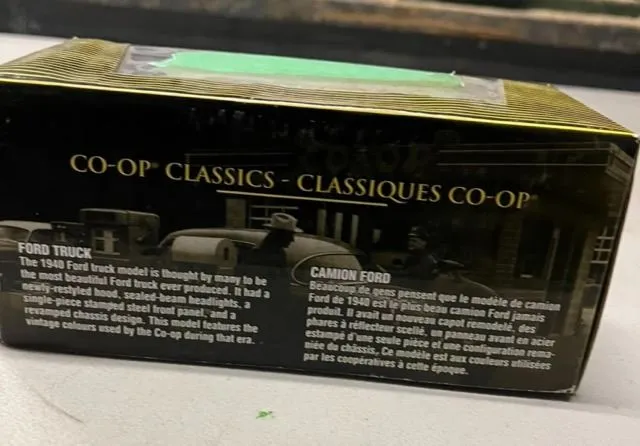 CO-OP® CLASSICS - CLASSIQUES CO-OP®
FORD TRUCK
The 1940 Ford truck model is thought by many to be
the most beautiful Ford truck ever produced. It had a
newly-restyled hood, sealed-beam headlights, a
single-piece stamped steel front panel, and a
revamped chassis design. This model features the
vintage colours used by the Co-op during that era.
CAMION FORD
Beaucoup de gens pensent que le modèle de camion
Ford de 1940 est le plus beau camion Ford jamais
produit. Il avait un nouveau capot remodelé, des
phares à réflecteur scellé, un panneau avant en acier
estampé d'une seule pièce et une configuration rema-
niée du châssis. Ce modèle est aux couleurs utilisées
par les coopératives à cette époque.